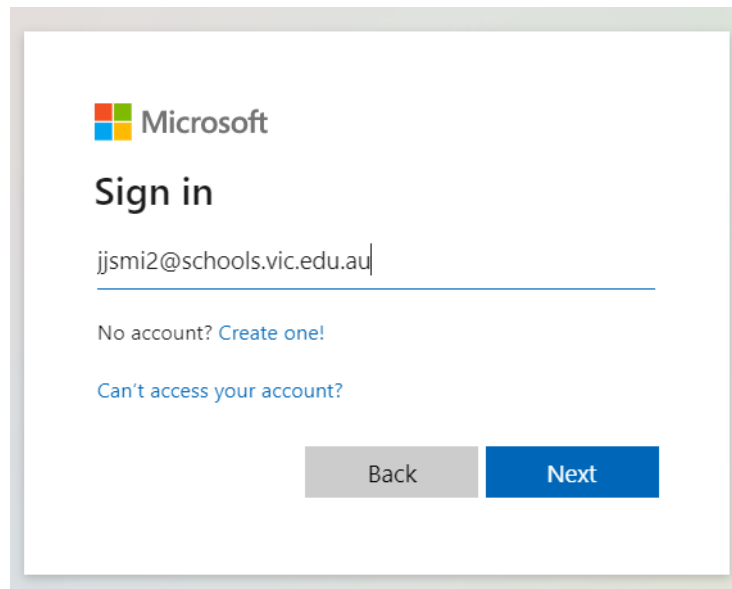 Microsoft
Sign in
jjsmi2@schools.vic.edu.au
No account? Create one!
Can't access your account?
Back Next